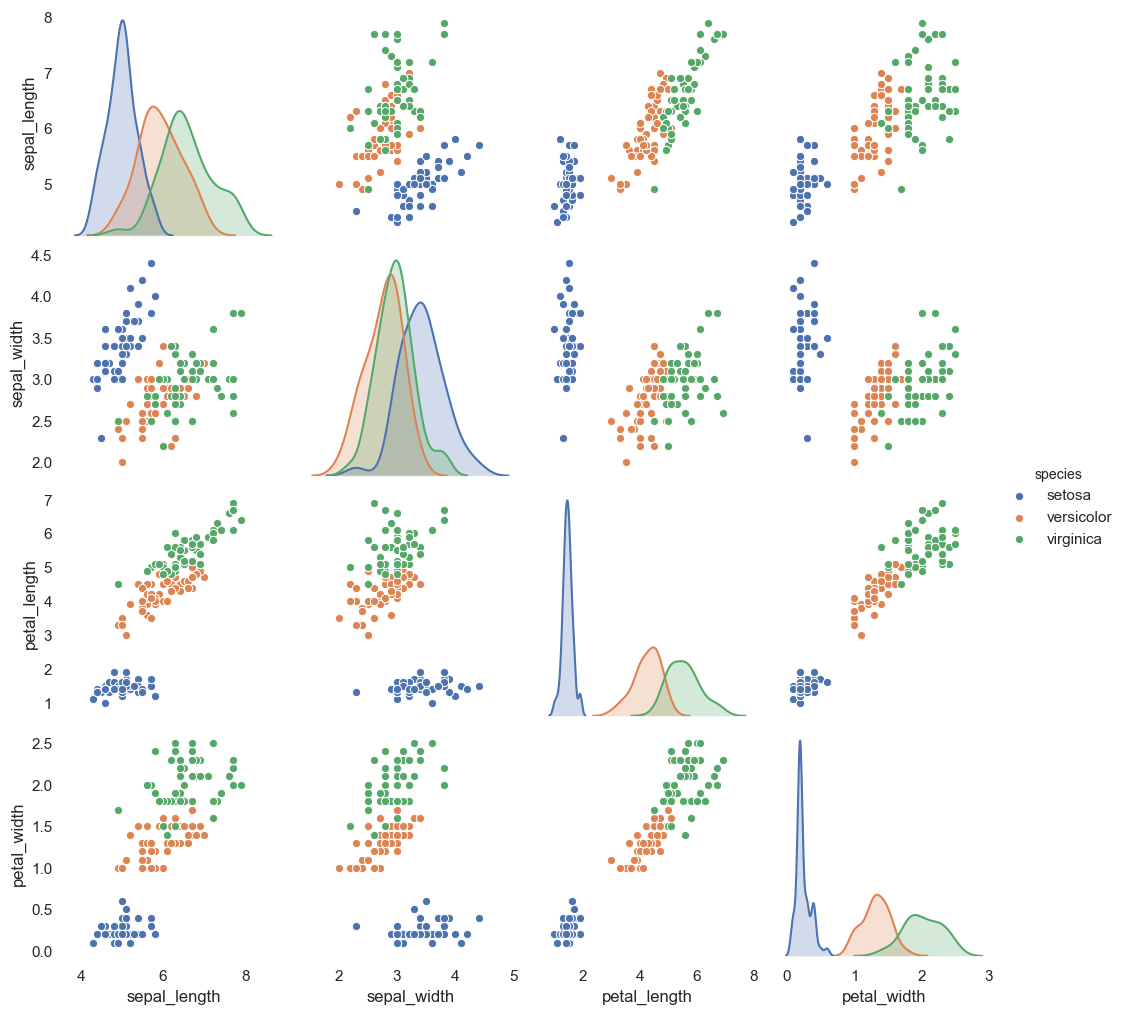 8
7
6
5
sepal_length
4.5
4.0
3.5
3.0
2.5
2.0
sepal_width
species
setosa
versicolor
virginica
7
6
5
4
3
2
1
petal_length
2.5
2.0
1.5
1.0
0.5
0.0
petal_width
4 6 8
sepal_length
2 3 4 5
sepal_width
2 4 6 8
petal_length
0 1 2 3
petal_width